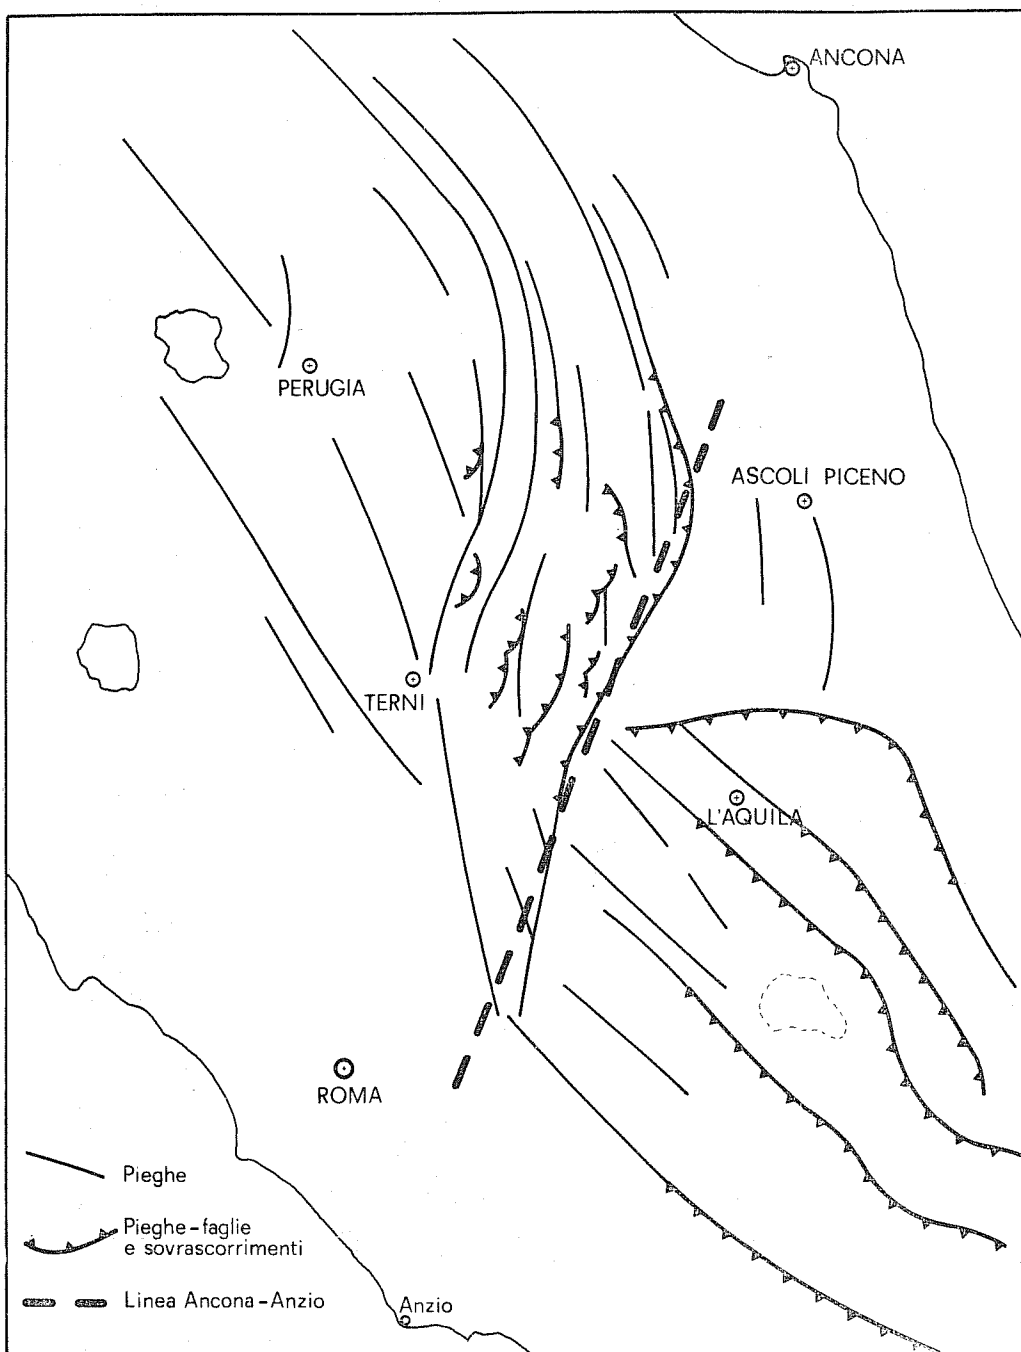 ANCONA
PERUGIA
ASCOLI PICENO
TERNI
L'AQUILA
ROMA
Pieghe
Pieghe-faglie
e sovrascorrimenti
Linea Ancona-Anzio
Anzio